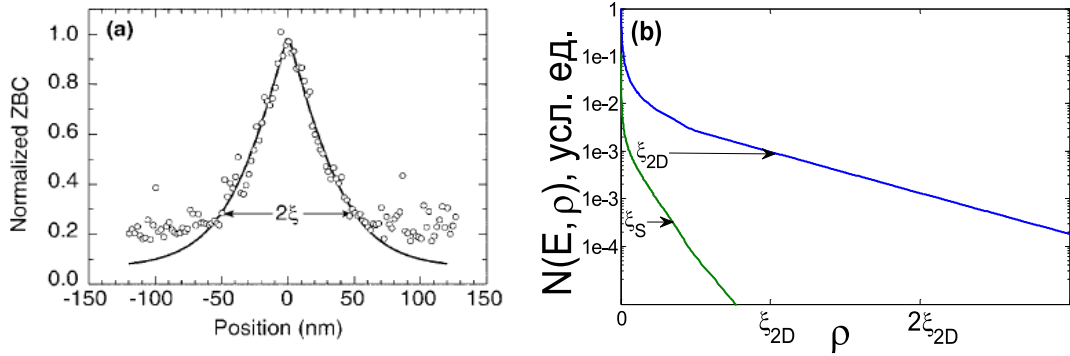 (a)
Normalized ZBC
1.0
0.8
0.6
0.4
0.2
0.0
2ξ
-150 -100 -50 0 50 100 150
Position (nm)
(b)
N(E,ρ), усл. ед.
1
1e-1
1e-2
1e-3
1e-3
1e-4
ξ2D
ξS
0 ξ2D 2ξ2D
ρ